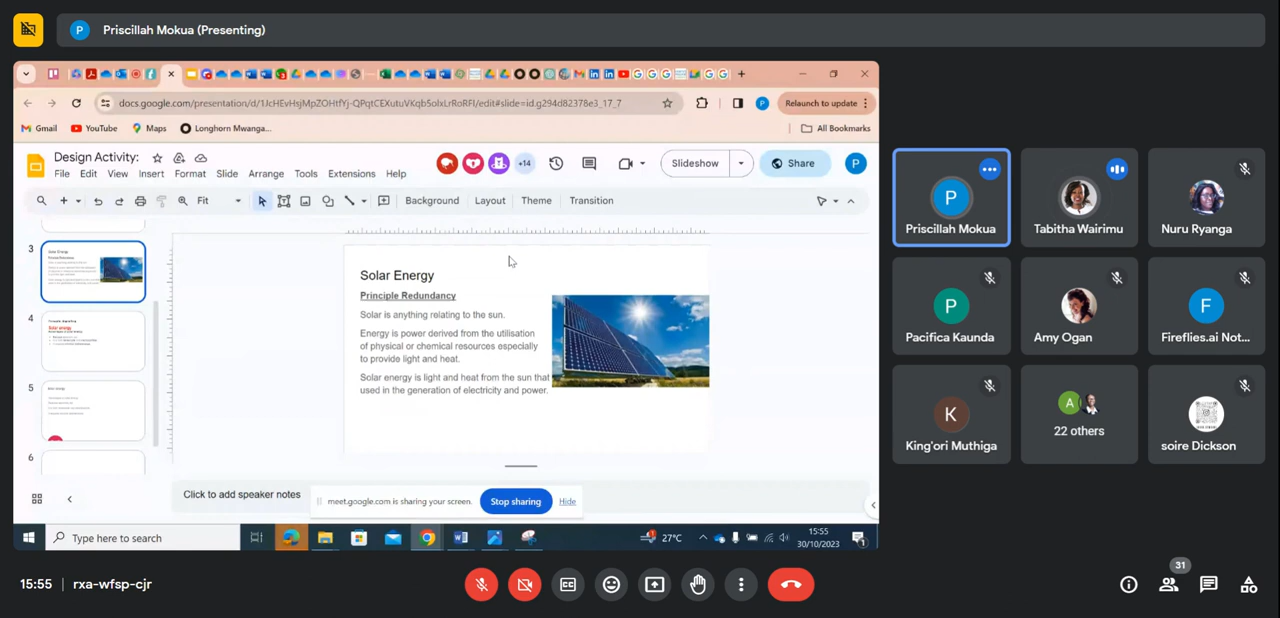 Priscillah Mokua (Presenting)
docs.google.com/presentation/d/1JcHEvHsjMpZOHtfYj-QPqtCEXutuVKqb5olxLrRoRFI/edit#slide=id.g294d82378e3_17_7
Relaunch to update
Gmail
YouTube
Maps
Longhorn Mwanga...
All Bookmarks
Design Activity:
File Edit View Insert Format Slide Arrange Tools Extensions Help
+14
Slideshow
Share
P
Fit
Background Layout Theme Transition
3
4
5
6
Solar Energy
Principle Redundancy
Solar is anything relating to the sun.
Energy is power derived from the utilisation
of physical or chemical resources especially
to provide light and heat.
Solar energy is light and heat from the sun that
used in the generation of electricity and power.
Click to add speaker notes
meet.google.com is sharing your screen.
Stop sharing
Hide
Type here to search
27°C
15:55
30/10/2023
P
Priscillah Mokua
Tabitha Wairimu
Nuru Ryanga
P
Pacifica Kaunda
Amy Ogan
F
Fireflies.ai Not...
K
King'ori Muthiga
A
22 others
soire Dickson
15:55 | rxa-wfsp-cjr
31